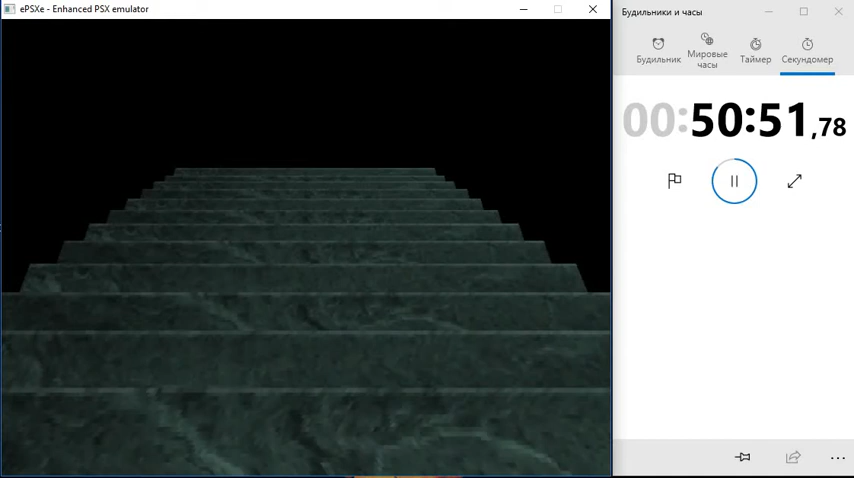 ePSXe - Enhanced PSX emulator
Будильники и часы
Будильник
Мировые
часы
Таймер
Секундомер
00:50:51,78